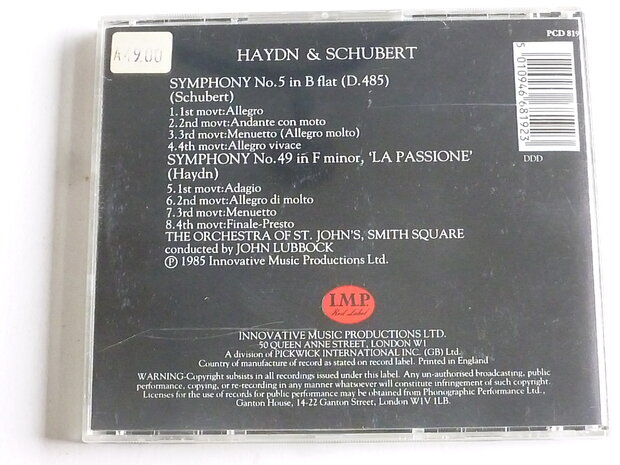 A49.00
PCD 819
HAYDN & SCHUBERT
SYMPHONY No.5 in B flat (D.485)
(Schubert)
1.1st movt:Allegro
2.2nd movt:Andante con moto
3.3rd movt:Menuetto (Allegro molto)
4.4th movt:Allegro vivace
SYMPHONY No.49 in F minor, 'LA PASSIONE'
(Haydn)
5.1st movt:Adagio
6.2nd movt:Allegro di molto
7.3rd movt:Menuetto
8.4th movt:Finale-Presto
THE ORCHESTRA OF ST. JOHN'S, SMITH SQUARE
conducted by JOHN LUBBOCK
Ⓟ 1985 Innovative Music Productions Ltd.
5 010946 681923
DDD
I.M.P.
Red Label
INNOVATIVE MUSIC PRODUCTIONS LTD.
50 QUEEN ANNE STREET, LONDON W1
A division of PICKWICK INTERNATIONAL INC. (GB) Ltd.
Country of manufacture of record as stated on record label. Printed in England
WARNING-Copyright subsists in all recordings issued under this label. Any un-authorised broadcasting, public
performance, copying, or re-recording in any manner whatsoever will constitute infringement of such copyright.
Licenses for the use of records for public performance may be obtained from Phonographic Performance Ltd.,
Ganton House, 14-22 Ganton Street, London W1V 1LB.